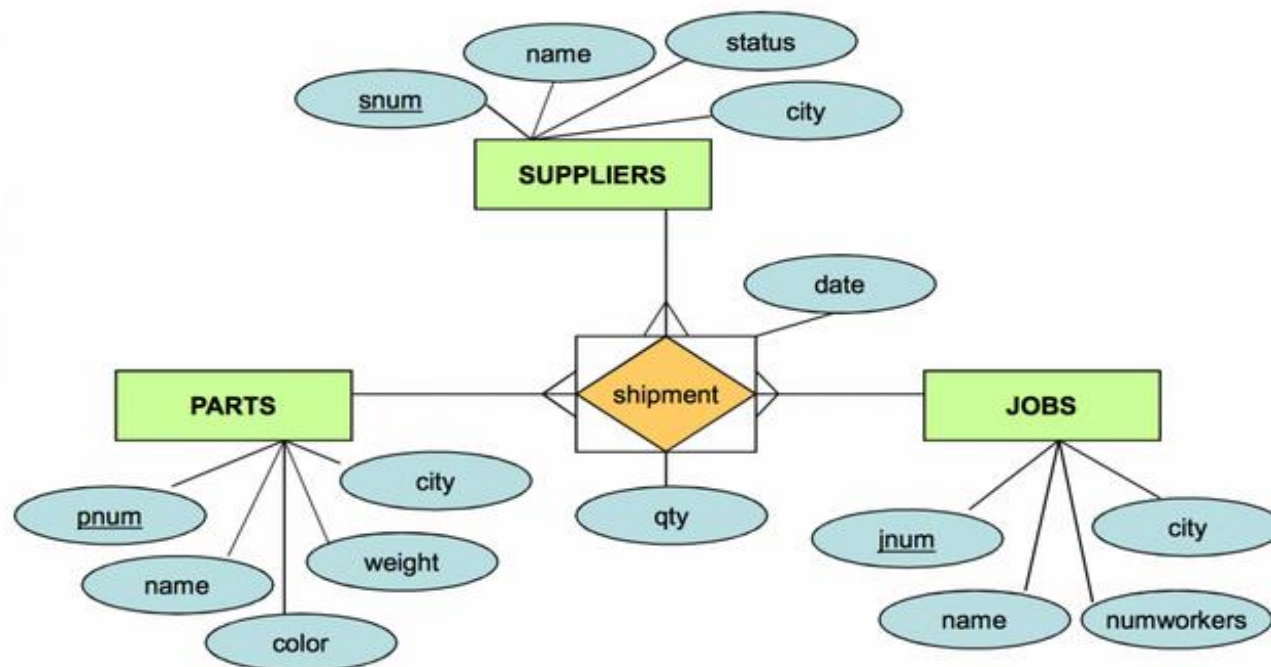 status
name
snum
city
SUPPLIERS
date
PARTS
shipment
JOBS
city
pnum
qty
jnum
city
weight
name
color
name
numworkers